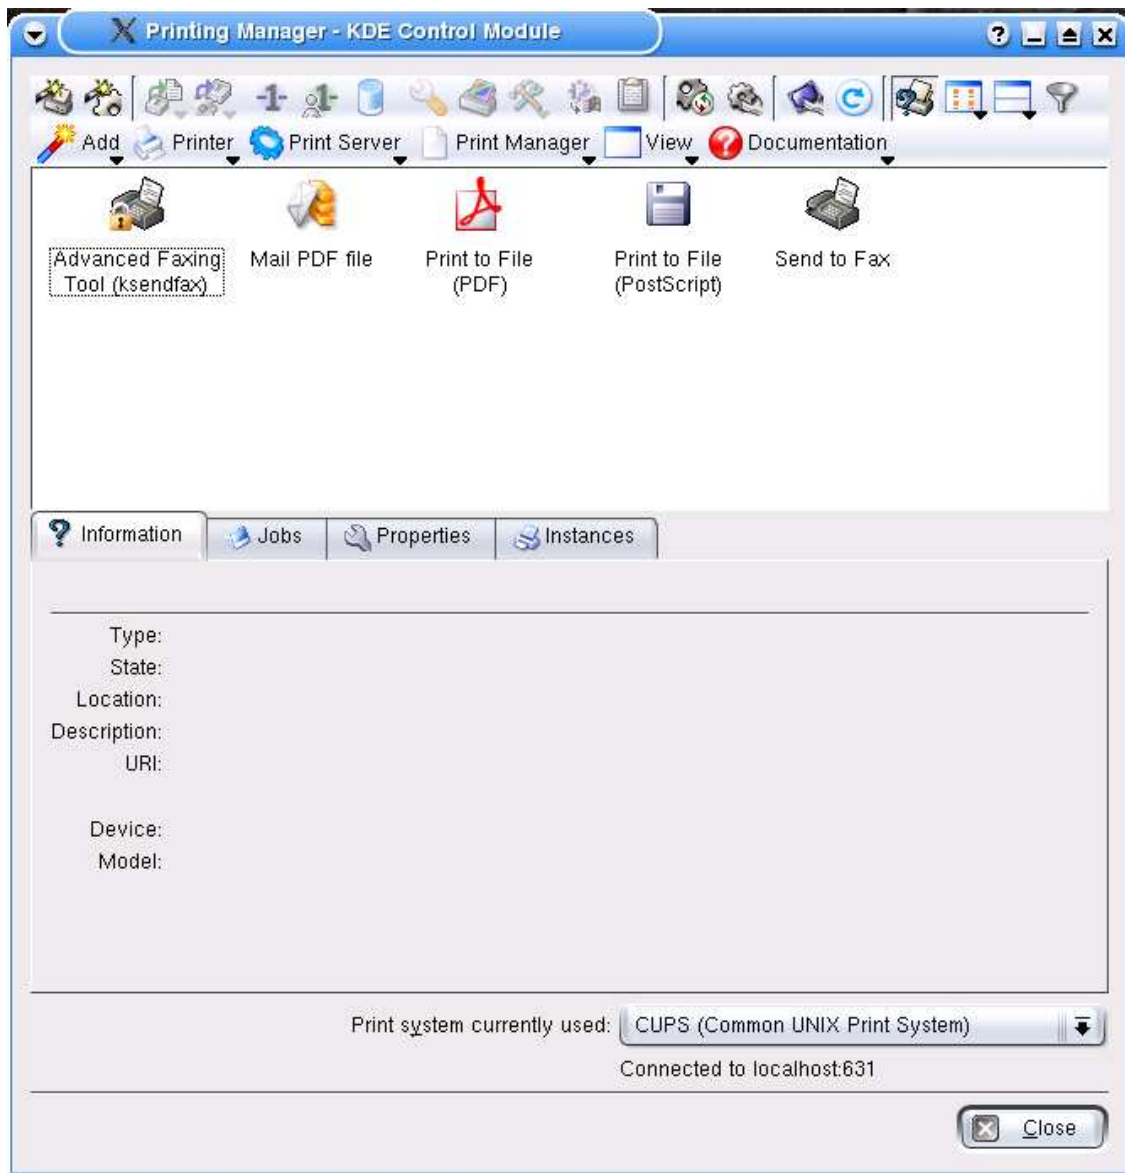 Printing Manager - KDE Control Module
Add Printer Print Server Print Manager View Documentation
Advanced Faxing Tool (ksendfax)
Mail PDF file
Print to File (PDF)
Print to File (PostScript)
Send to Fax
Information Jobs Properties Instances
Type:
State:
Location:
Description:
URI:
Device:
Model:
Print system currently used: CUPS (Common UNIX Print System)
Connected to localhost:631
Close